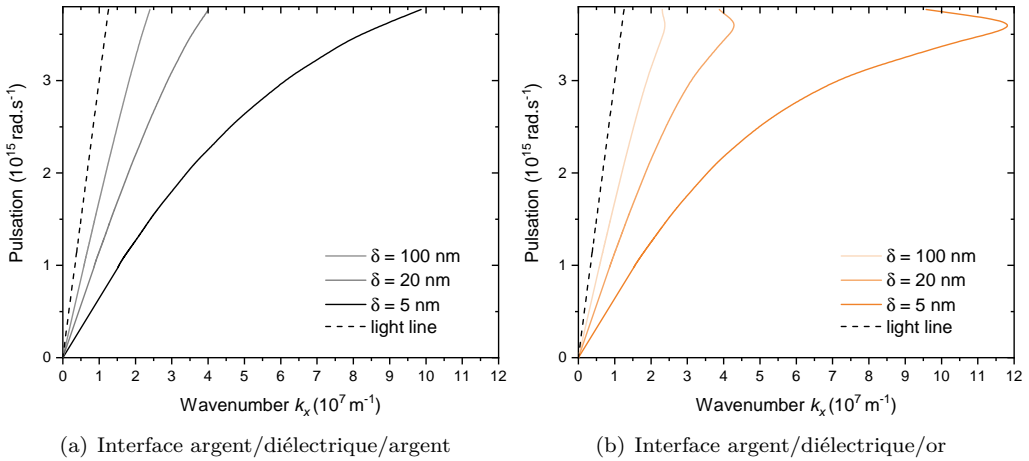 Pulsation (10¹⁵ rad.s⁻¹)
3
2
1
0
δ = 100 nm
δ = 20 nm
δ = 5 nm
light line
0 1 2 3 4 5 6 7 8 9 10 11 12
Wavenumber kₓ (10⁷ m⁻¹)
(a) Interface argent/diélectrique/argent
Pulsation (10¹⁵ rad.s⁻¹)
3
2
1
0
δ = 100 nm
δ = 20 nm
δ = 5 nm
light line
0 1 2 3 4 5 6 7 8 9 10 11 12
Wavenumber kₓ (10⁷ m⁻¹)
(b) Interface argent/diélectrique/or